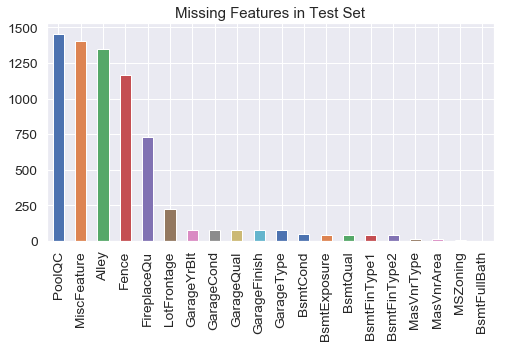 Missing Features in Test Set
1500
1250
1000
750
500
250
0
PoolQC
MiscFeature
Alley
Fence
FireplaceQu
LotFrontage
GarageYrBlt
GarageCond
GarageQual
GarageFinish
GarageType
BsmtCond
BsmtExposure
BsmtQual
BsmtFinType1
BsmtFinType2
MasVnrType
MasVnrArea
MSZoning
BsmtFullBath